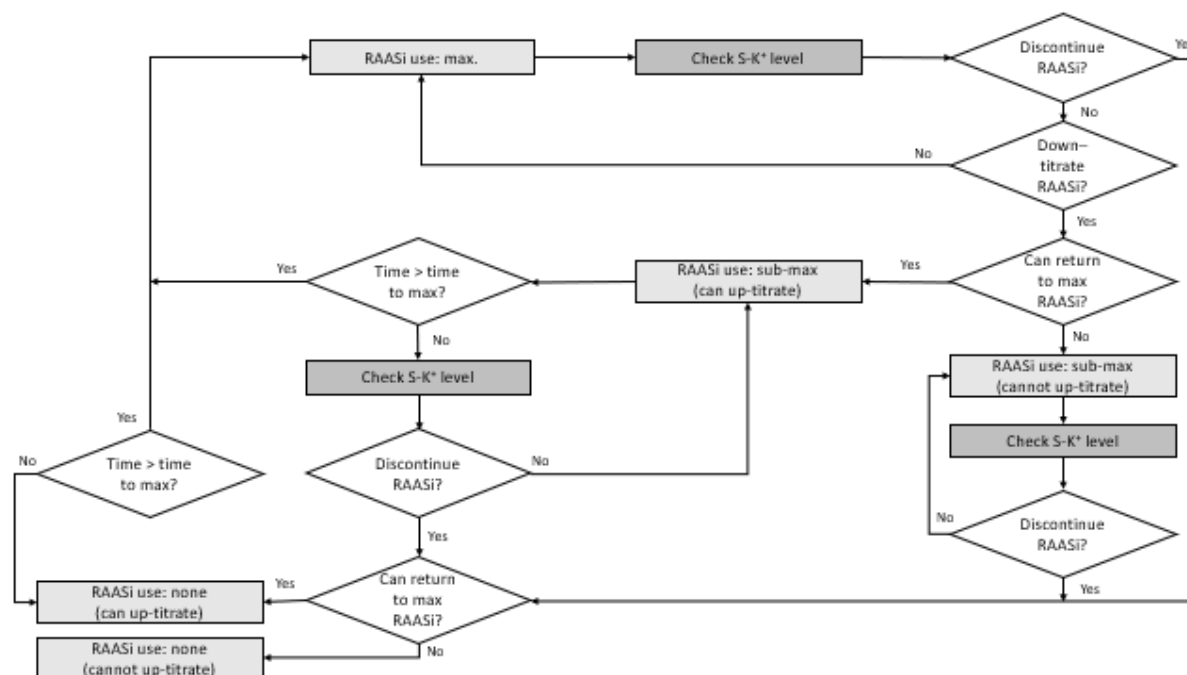 RAASi use: max.
Check S-K⁺ level
Discontinue
RAASi?
No
Down–
titrate
RAASi?
No
Yes
Can return
to max
RAASi?
Yes
RAASi use: sub-max
(can up-titrate)
Time > time
to max?
Yes
No
Check S-K⁺ level
Discontinue
RAASi?
No
Yes
No
RAASi use: sub-max
(cannot up-titrate)
Check S-K⁺ level
Discontinue
RAASi?
No
Yes
Yes
Time > time
to max?
No
Can return
to max
RAASi?
Yes
No
RAASi use: none
(can up-titrate)
RAASi use: none
(cannot up-titrate)